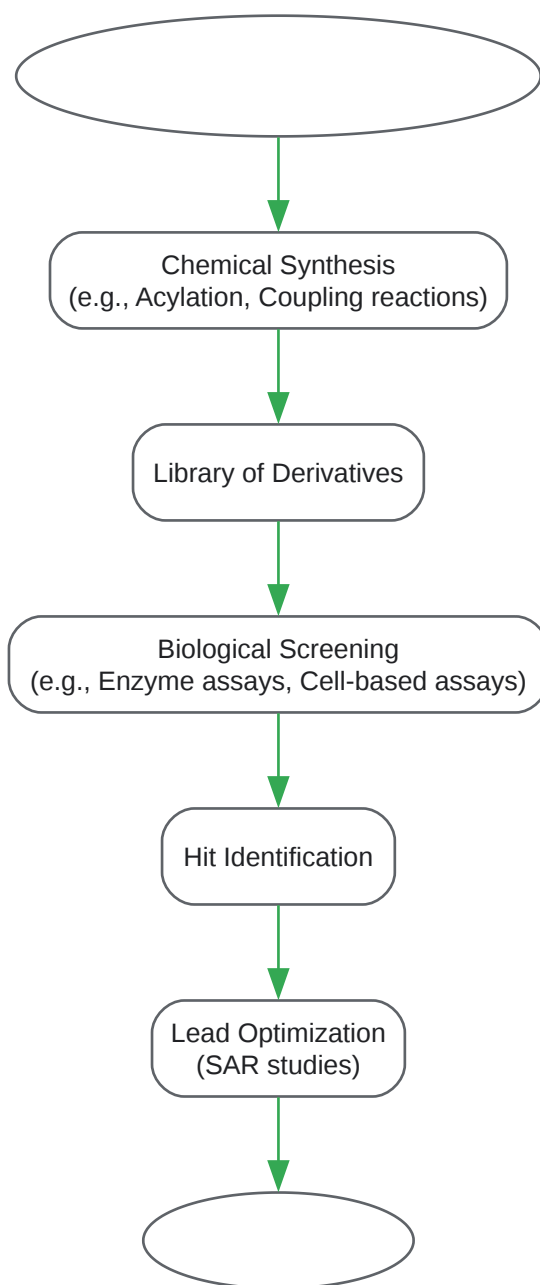 Chemical Synthesis
(e.g., Acylation, Coupling reactions)
Library of Derivatives
Biological Screening
(e.g., Enzyme assays, Cell-based assays)
Hit Identification
Lead Optimization
(SAR studies)